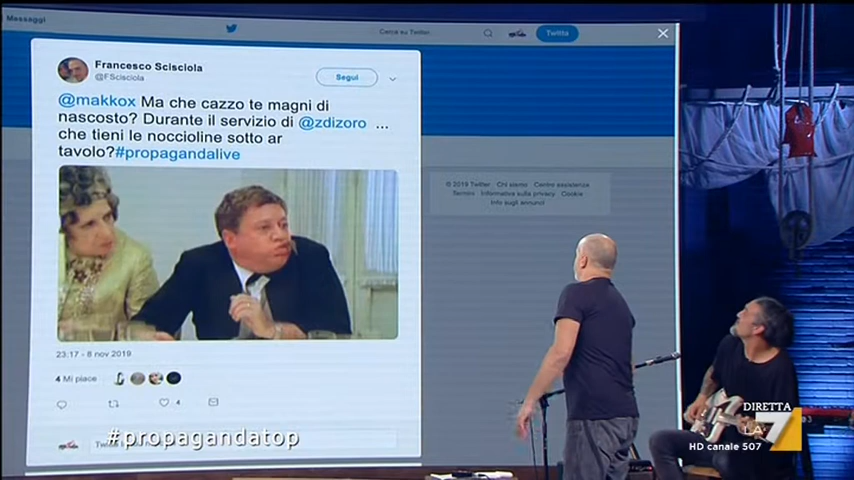 Messaggi
Cerca su Twitter
Twitta
Francesco Scisciola
@FScisciola
Segui
@makkox Ma che cazzo te magni di
nascosto? Durante il servizio di @zdizoro ...
che tieni le noccioline sotto ar
tavolo?#propagandalive
© 2019 Twitter Chi siamo Centro assistenza
Termini Informativa sulla privacy Cookie
Info sugli annunci
23:17 - 8 nov 2019
4 Mi piace
4
#propagandatop
DIRETTA
LA7
HD canale 507